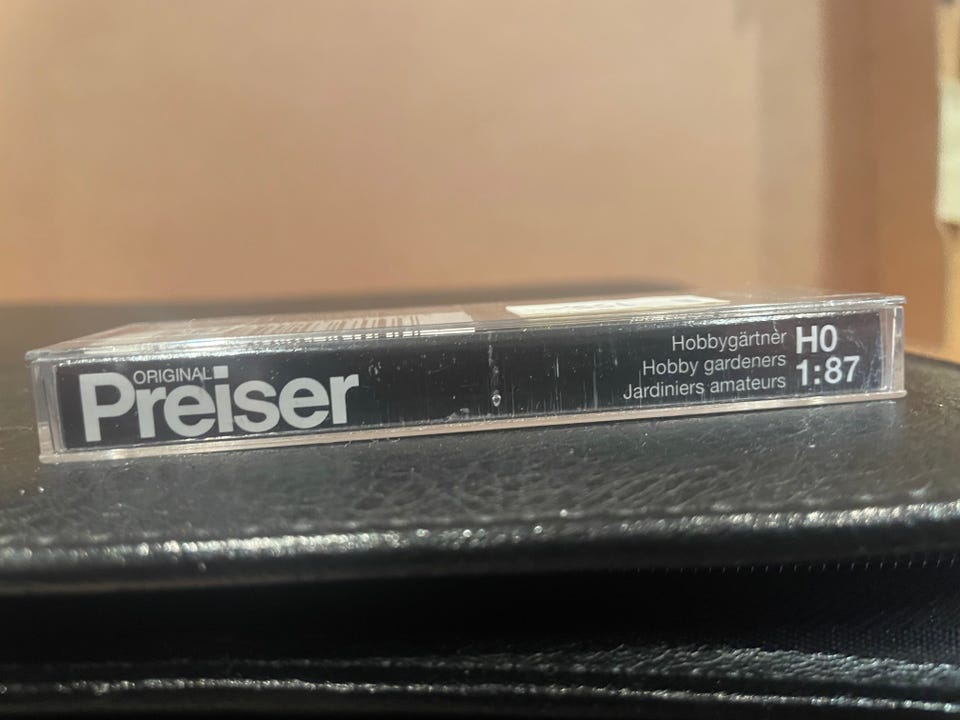 ORIGINAL
Preiser
Hobbygärtner
Hobby gardeners
Jardiniers amateurs
H0
1:87